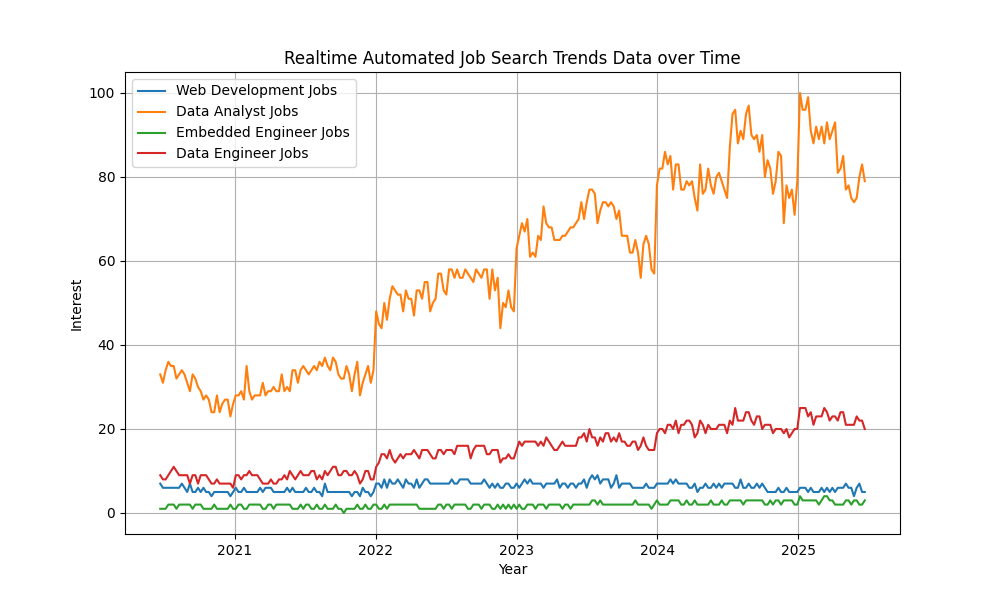 Realtime Automated Job Search Trends Data over Time
Web Development Jobs
Data Analyst Jobs
Embedded Engineer Jobs
Data Engineer Jobs
100
80
60
40
20
0
Interest
2021 2022 2023 2024 2025
Year